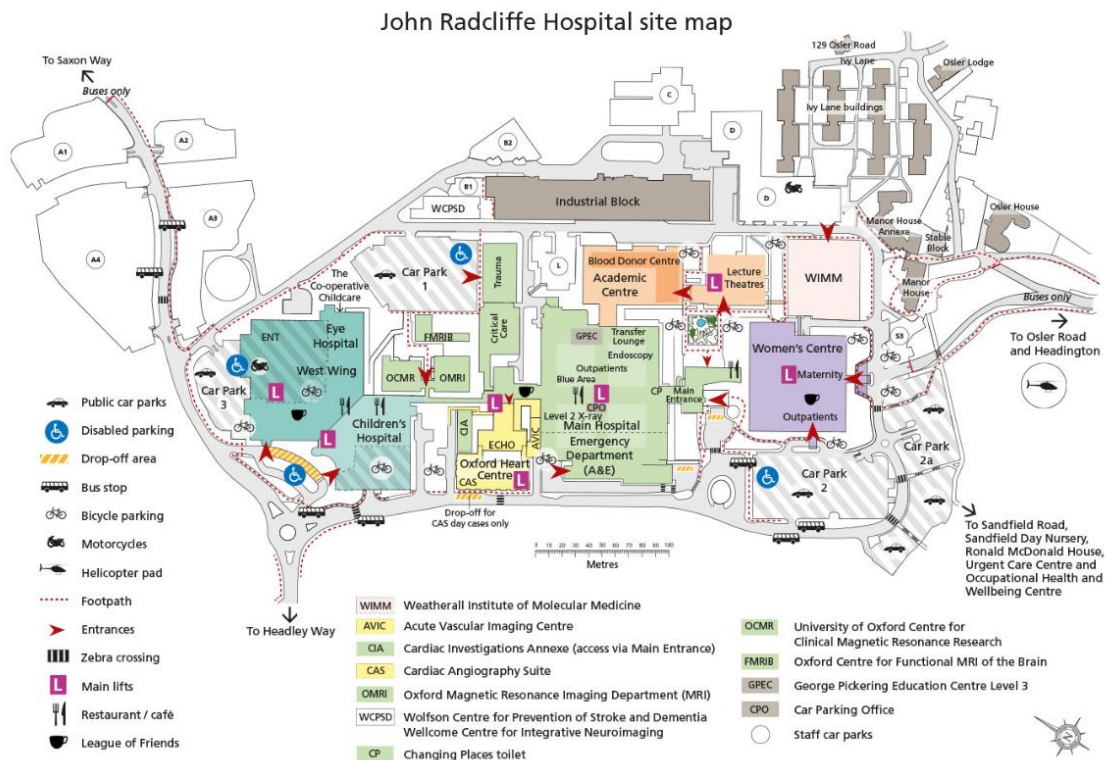 John Radcliffe Hospital site map
To Saxon Way
Buses only
A1
A2
A3
A4
B2
B1
C
D
D
L
WCPSD
Industrial Block
129 Osler Road
Ivy Lane
Osler Lodge
Ivy Lane buildings
Manor House
Annexe
Osler House
Stable
Block
Manor
House
Buses only
To Osler Road
and Headington
Car Park
1
Trauma
Critical
Care
Blood Donor Centre
Academic
Centre
L
Lecture
Theatres
WIMM
The
Co-operative
Childcare
ENT
Eye
Hospital
West Wing
L
L
Car Park
3
Children's
Hospital
FMRIB
OCMR
OMRI
GPEC
Transfer
Lounge
Endoscopy
Outpatients
Blue Area
L
CPO
Level 2 X-ray
Main Hospital
Emergency
Department
(A&E)
CP
Main
Entrance
L
CIA
ECHO
AVIC
Oxford Heart
Centre
CAS
L
Drop-off for
CAS day cases only
Women's Centre
L
Maternity
Outpatients
S3
Car Park
2
Car Park
2a
To Sandfield Road,
Sandfield Day Nursery,
Ronald McDonald House,
Urgent Care Centre and
Occupational Health and
Wellbeing Centre
To Headley Way
0 10 20 30 40 50 60 70 80 90 100
Metres
Public car parks
Disabled parking
Drop-off area
Bus stop
Bicycle parking
Motorcycles
Helicopter pad
Footpath
Entrances
Zebra crossing
L Main lifts
Restaurant / café
League of Friends
WIMM Weatherall Institute of Molecular Medicine
AVIC Acute Vascular Imaging Centre
CIA Cardiac Investigations Annexe (access via Main Entrance)
CAS Cardiac Angiography Suite
OMRI Oxford Magnetic Resonance Imaging Department (MRI)
WCPSD Wolfson Centre for Prevention of Stroke and Dementia
Wellcome Centre for Integrative Neuroimaging
CP Changing Places toilet
OCMR University of Oxford Centre for
Clinical Magnetic Resonance Research
FMRIB Oxford Centre for Functional MRI of the Brain
GPEC George Pickering Education Centre Level 3
CPO Car Parking Office
Staff car parks